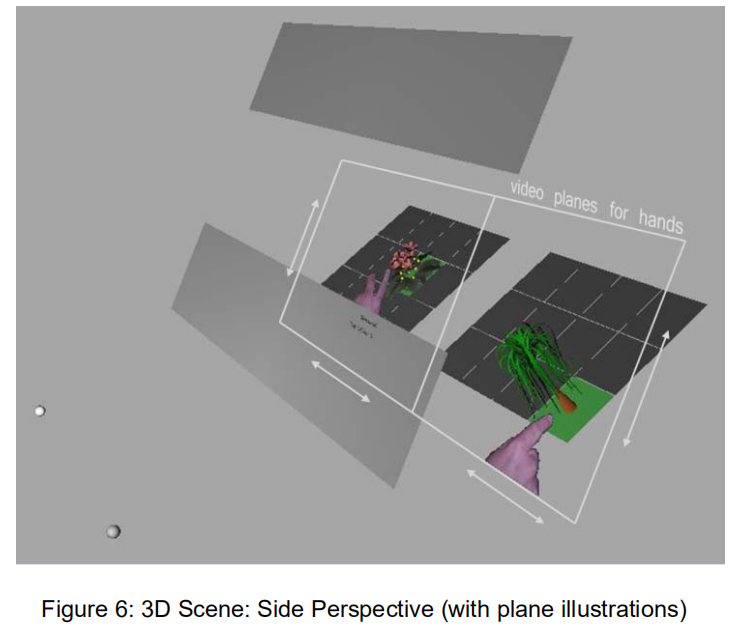 video planes for hands
Figure 6: 3D Scene: Side Perspective (with plane illustrations)